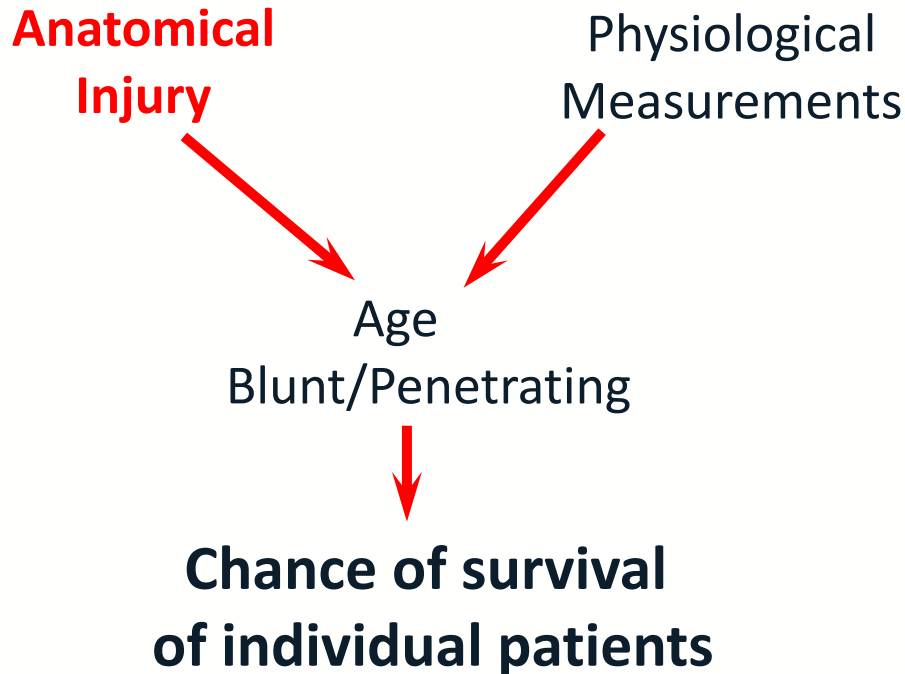 Anatomical
Injury
Physiological
Measurements
Age
Blunt/Penetrating
Chance of survival
of individual patients